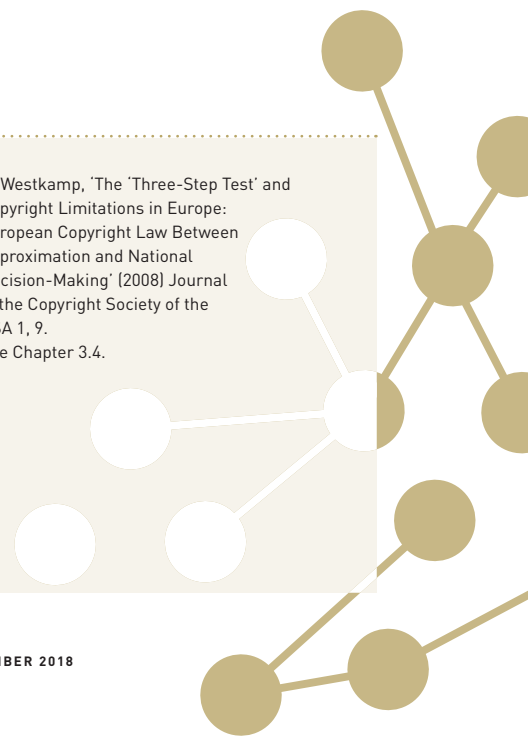 Westkamp, ‘The ‘Three-Step Test’ and
pyright Limitations in Europe:
ropean Copyright Law Between
proximation and National
cision-Making’ (2008) Journal
the Copyright Society of the
A 1, 9.
e Chapter 3.4.
BER 2018